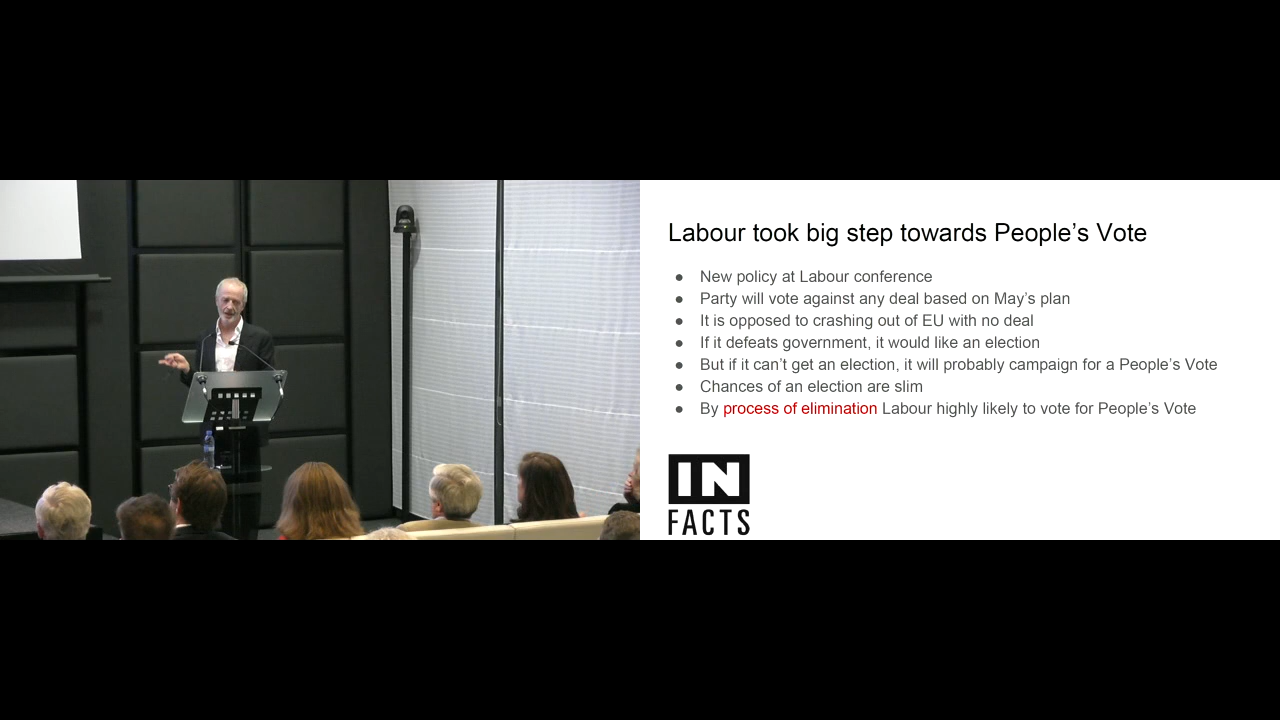 Labour took big step towards People’s Vote
● New policy at Labour conference
● Party will vote against any deal based on May’s plan
● It is opposed to crashing out of EU with no deal
● If it defeats government, it would like an election
● But if it can’t get an election, it will probably campaign for a People’s Vote
● Chances of an election are slim
● By process of elimination Labour highly likely to vote for People’s Vote
IN
FACTS